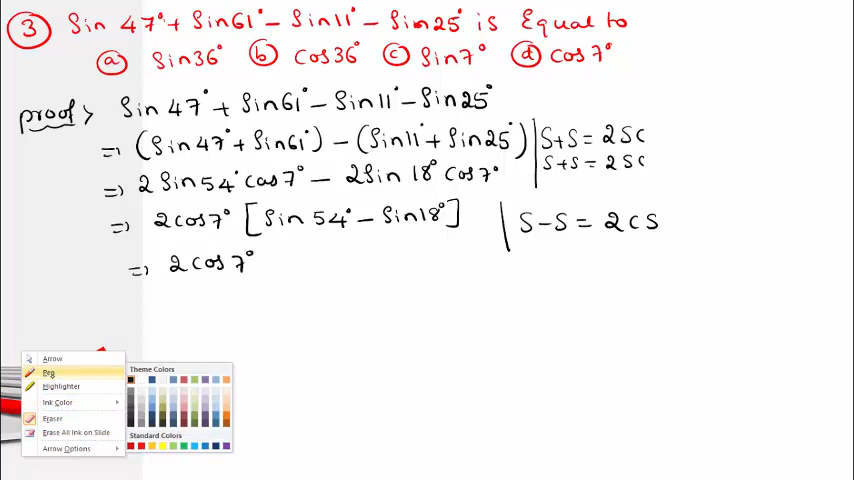 ③ Sin 47° + Sin61° - Sin11° - Sin25° is Equal to
ⓐ Sin36° ⓑ Cos36° ⓒ Sin7° ⓓ Cos7°
proof > Sin 47° + Sin61° - Sin11° - Sin25°
=> (Sin47° + Sin61°) - (Sin11° + Sin25°) | S+S = 2SC
S+S = 2SC
=> 2 Sin54° cos7° - 2Sin 18° Cos7°
=> 2cos7° [Sin 54° - Sin18°] | S-S = 2CS
=> 2cos7°
Arrow
Pen
Highlighter
Ink Color
Eraser
Erase All Ink on Slide
Arrow Options
Theme Colors
Standard Colors